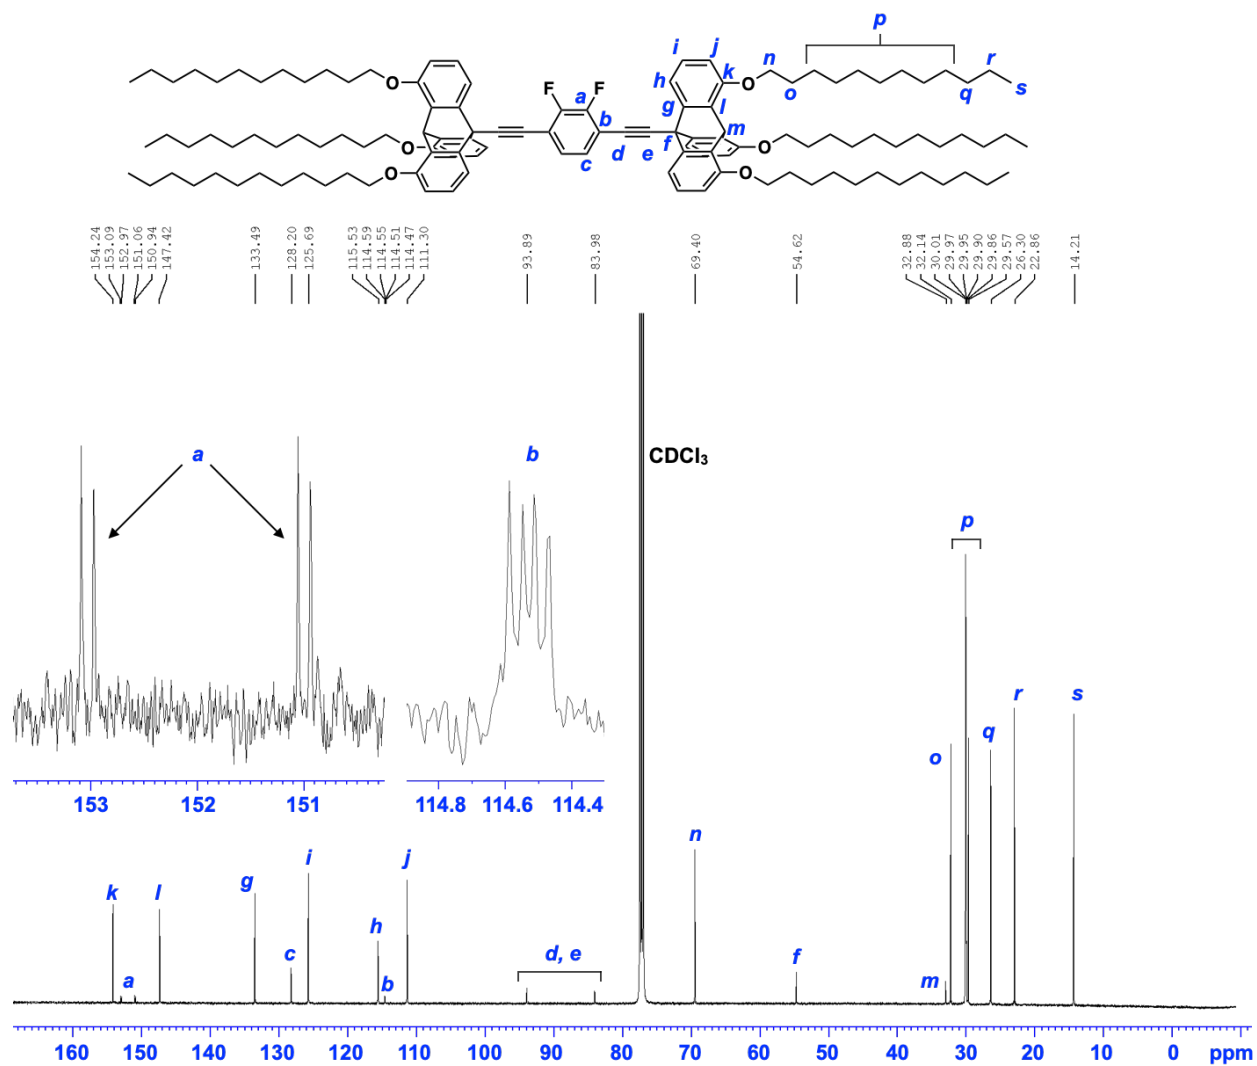 p
i j
k n r
O O
h o q s
F F
a g l
b m
f
d e
c
O O
O O
154.24
153.09
152.97
151.06
150.94
147.42
133.49
128.20
125.69
115.53
114.59
114.55
114.51
114.47
111.30
93.89
83.98
69.40
54.62
32.88
32.14
30.01
29.97
29.95
29.90
29.86
29.57
26.30
22.86
14.21
a b
CDCl3
p
r s
q
o
153 152 151 114.8 114.6 114.4
n
i j
k l g
h
c d, e f
a b m
160 150 140 130 120 110 100 90 80 70 60 50 40 30 20 10 0 ppm